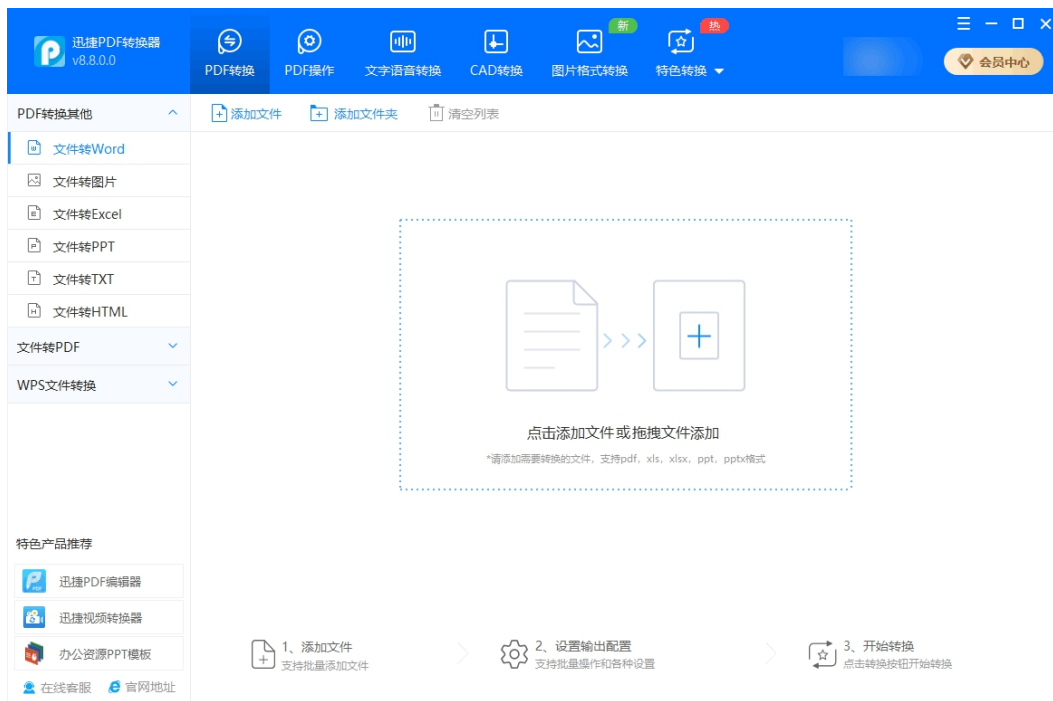 迅捷PDF转换器
v8.8.0.0
PDF转换
PDF操作
文字语音转换
CAD转换
图片格式转换
新
特色转换
热
会员中心
PDF转换其他
添加文件
添加文件夹
清空列表
文件转Word
文件转图片
文件转Excel
文件转PPT
文件转TXT
文件转HTML
文件转PDF
WPS文件转换
点击添加文件或拖拽文件添加
*请添加需要转换的文件，支持pdf，xls，xlsx，ppt，pptx格式
特色产品推荐
迅捷PDF编辑器
迅捷视频转换器
办公资源PPT模板
在线客服
官网地址
1、添加文件
支持批量添加文件
2、设置输出配置
支持批量操作和各种设置
3、开始转换
点击转换按钮开始转换